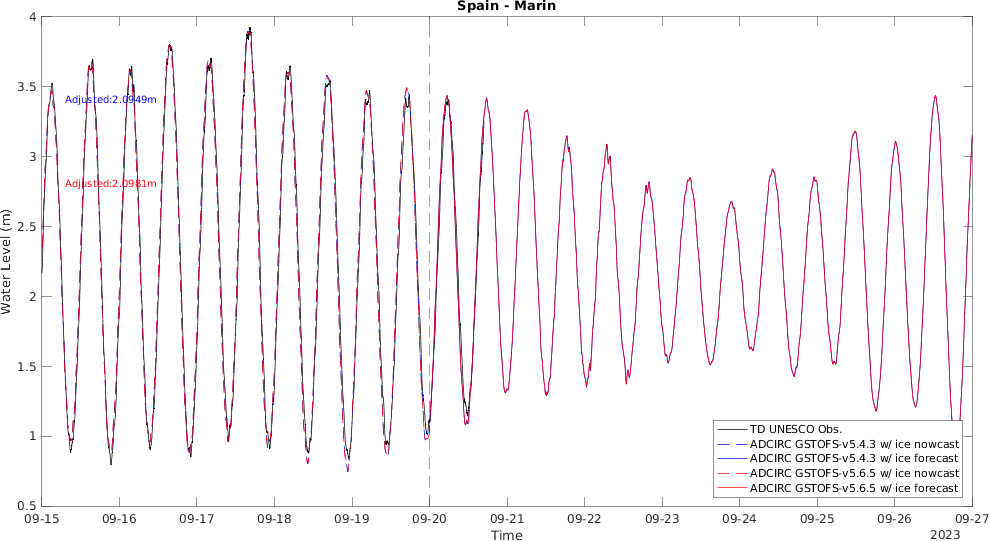 Spain - Marin
Water Level (m)
4
3.5
3
2.5
2
1.5
1
0.5
Adjusted:2.0949m
Adjusted:2.0981m
TD UNESCO Obs.
ADCIRC GSTOFS-v5.4.3 w/ ice nowcast
ADCIRC GSTOFS-v5.4.3 w/ ice forecast
ADCIRC GSTOFS-v5.6.5 w/ ice nowcast
ADCIRC GSTOFS-v5.6.5 w/ ice forecast
09-15 09-16 09-17 09-18 09-19 09-20 09-21 09-22 09-23 09-24 09-25 09-26 09-27
Time
2023